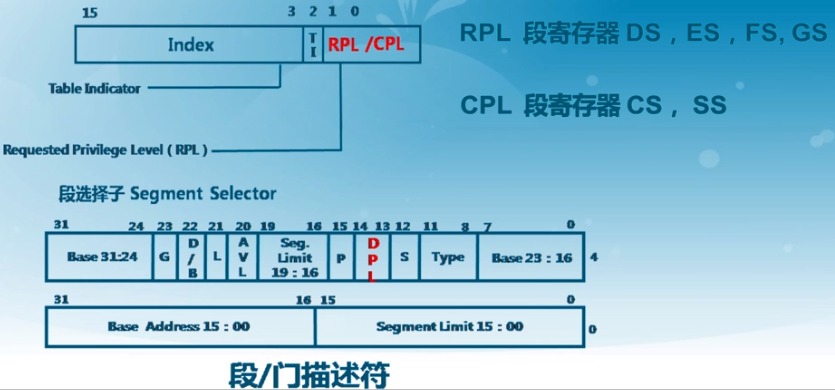 15 3 2 1 0
Index TI RPL /CPL
RPL 段寄存器 DS，ES，FS, GS
Table Indicator
CPL 段寄存器 CS， SS
Requested Privilege Level ( RPL )
段选择子 Segment Selector
31 24 23 22 21 20 19 16 15 14 13 12 11 8 7 0
Base 31:24 G D/B L AVL Seg. Limit 19 : 16 P DPL S Type Base 23 : 16 4
31 16 15 0
Base Address 15 : 00 Segment Limit 15 : 00 0
段/门描述符